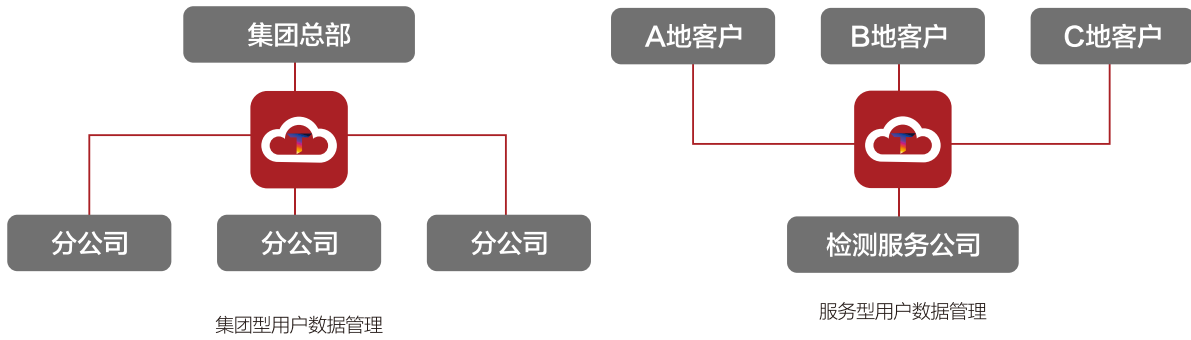 集团总部
分公司
分公司
分公司
集团型用户数据管理
A地客户
B地客户
C地客户
检测服务公司
服务型用户数据管理